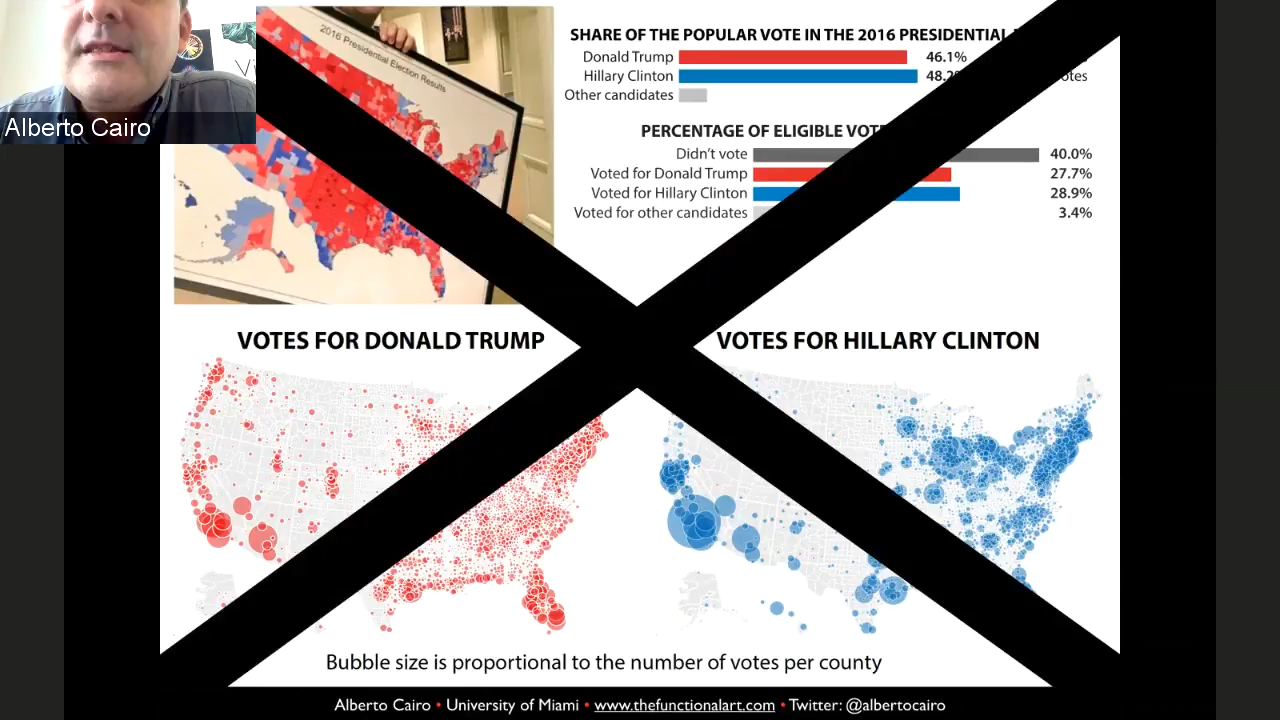 Alberto Cairo
2016 Presidential Election Results
SHARE OF THE POPULAR VOTE IN THE 2016 PRESIDENTIAL
Donald Trump 46.1%
Hillary Clinton 48.2%
Other candidates
PERCENTAGE OF ELIGIBLE
Didn't vote 40.0%
Voted for Donald Trump 27.7%
Voted for Hillary Clinton 28.9%
Voted for other candidates 3.4%
VOTES FOR DONALD TRUMP
VOTES FOR HILLARY CLINTON
Bubble size is proportional to the number of votes per county
Alberto Cairo • University of Miami • www.thefunctionalart.com • Twitter: @albertocairo